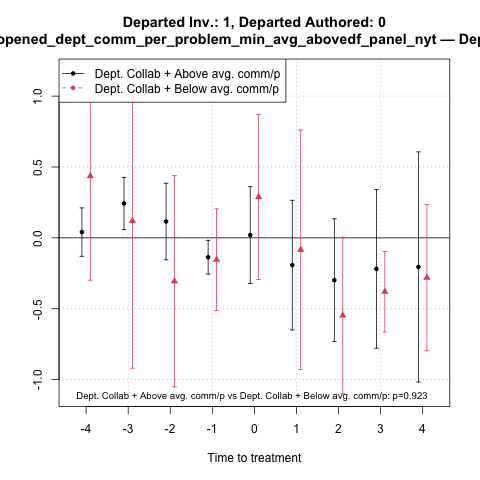 Departed Inv.: 1, Departed Authored: 0
opened_dept_comm_per_problem_min_avg_abovedf_panel_nyt — Dep
Dept. Collab + Above avg. comm/p
Dept. Collab + Below avg. comm/p
1.0
0.5
0.0
-0.5
-1.0
Dept. Collab + Above avg. comm/p vs Dept. Collab + Below avg. comm/p: p=0.923
-4 -3 -2 -1 0 1 2 3 4
Time to treatment